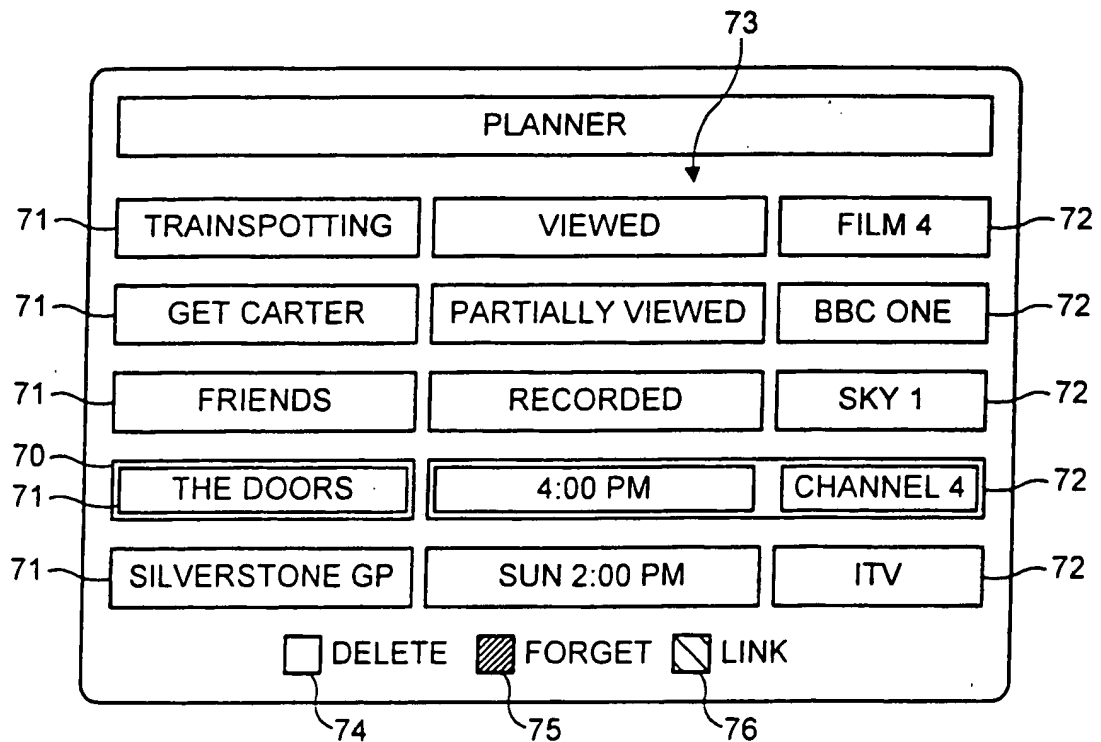 73
PLANNER
71 TRAINSPOTTING VIEWED FILM 4 72
71 GET CARTER PARTIALLY VIEWED BBC ONE 72
71 FRIENDS RECORDED SKY 1 72
70
71 THE DOORS 4:00 PM CHANNEL 4 72
71 SILVERSTONE GP SUN 2:00 PM ITV 72
DELETE FORGET LINK
74 75 76